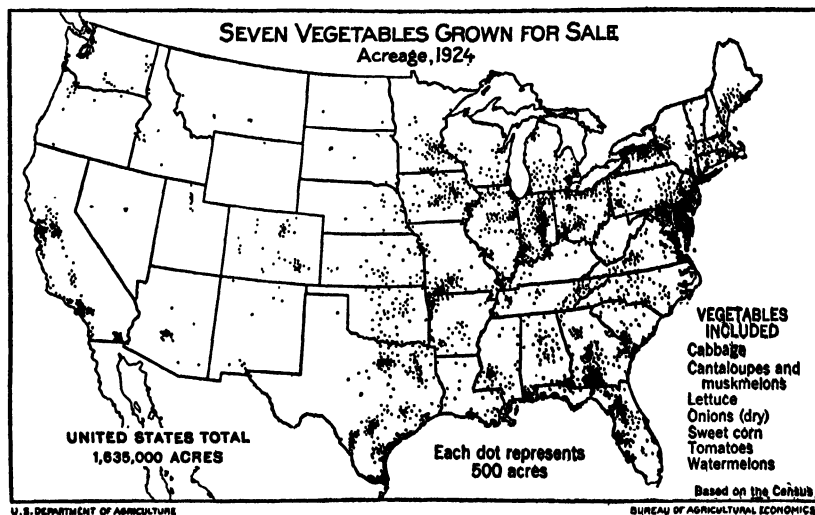 SEVEN VEGETABLES GROWN FOR SALE
Acreage, 1924
VEGETABLES
INCLUDED
Cabbage
Cantaloupes and
muskmelons
Lettuce
Onions (dry)
Sweet corn
Tomatoes
Watermelons
UNITED STATES TOTAL
1,635,000 ACRES
Each dot represents
500 acres
Based on the Census
U.S. DEPARTMENT OF AGRICULTURE
BUREAU OF AGRICULTURAL ECONOMICS